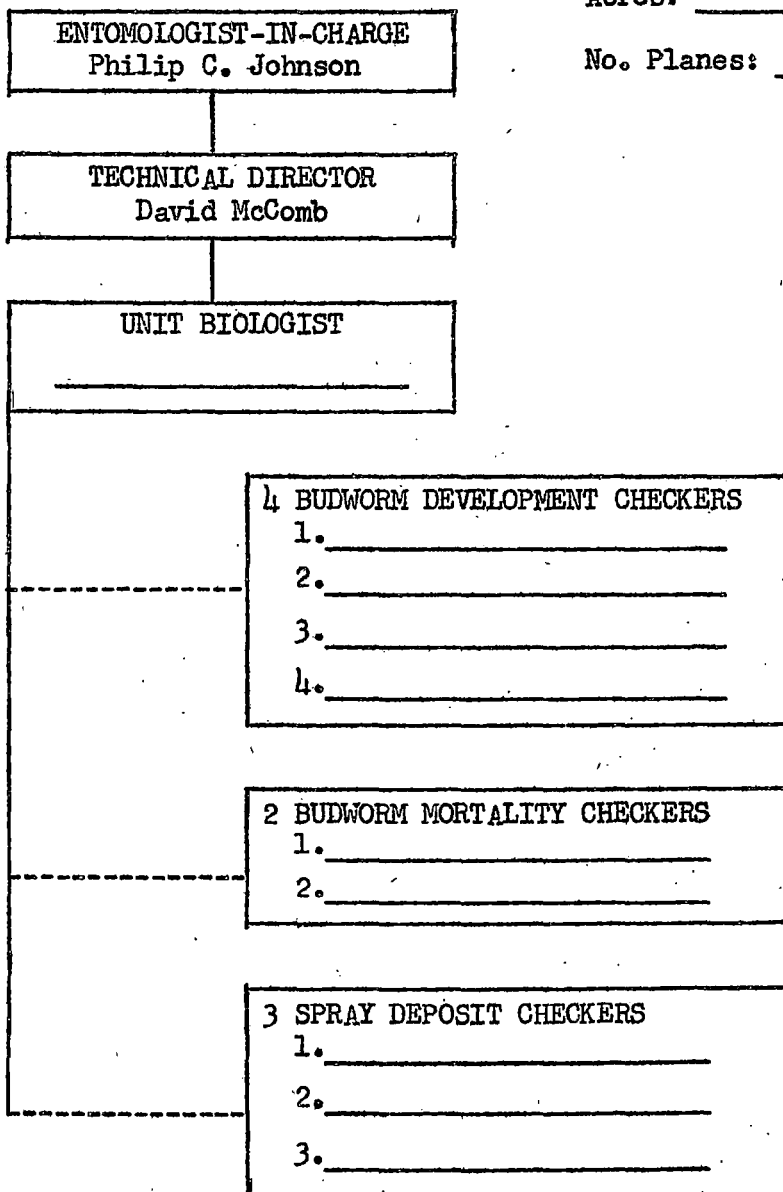 Acres:
No. Planes:
ENTOMOLOGIST-IN-CHARGE
Philip C. Johnson
TECHNICAL DIRECTOR
David McComb
UNIT BIOLOGIST
4 BUDWORM DEVELOPMENT CHECKERS
1.
2.
3.
4.
2 BUDWORM MORTALITY CHECKERS
1.
2.
3 SPRAY DEPOSIT CHECKERS
1.
2.
3.